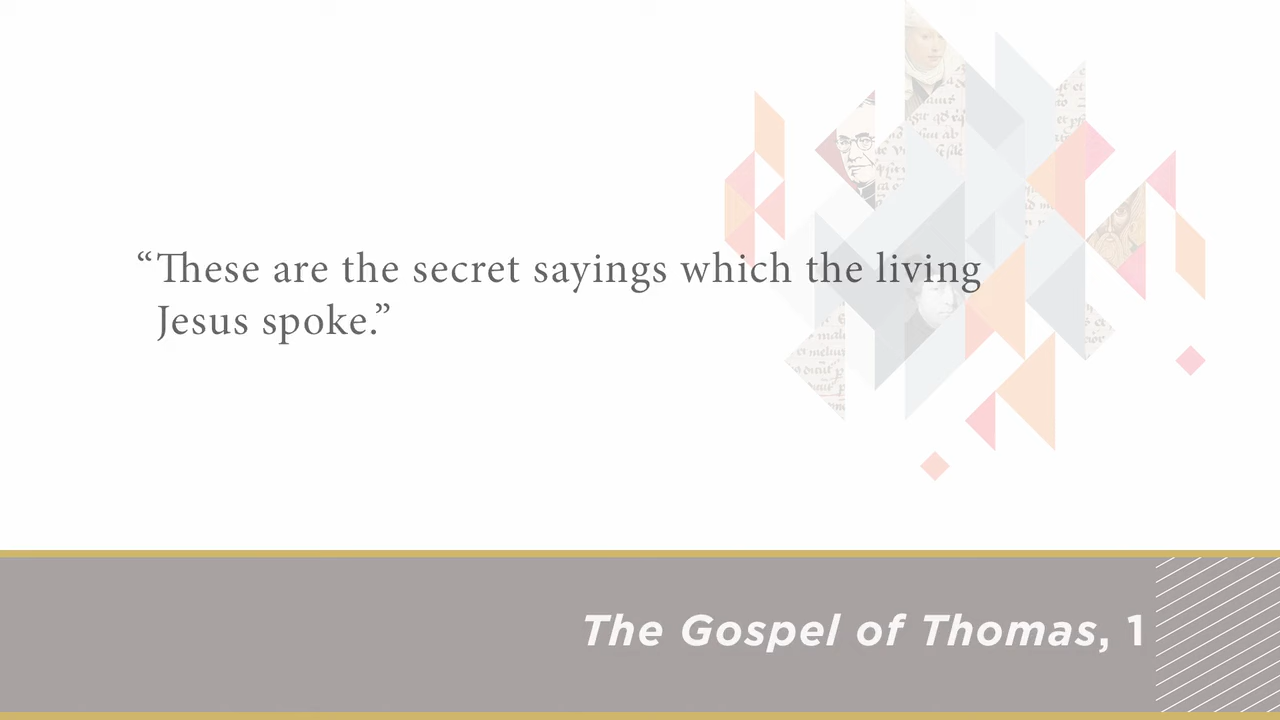 “These are the secret sayings which the living
Jesus spoke.”
The Gospel of Thomas, 1